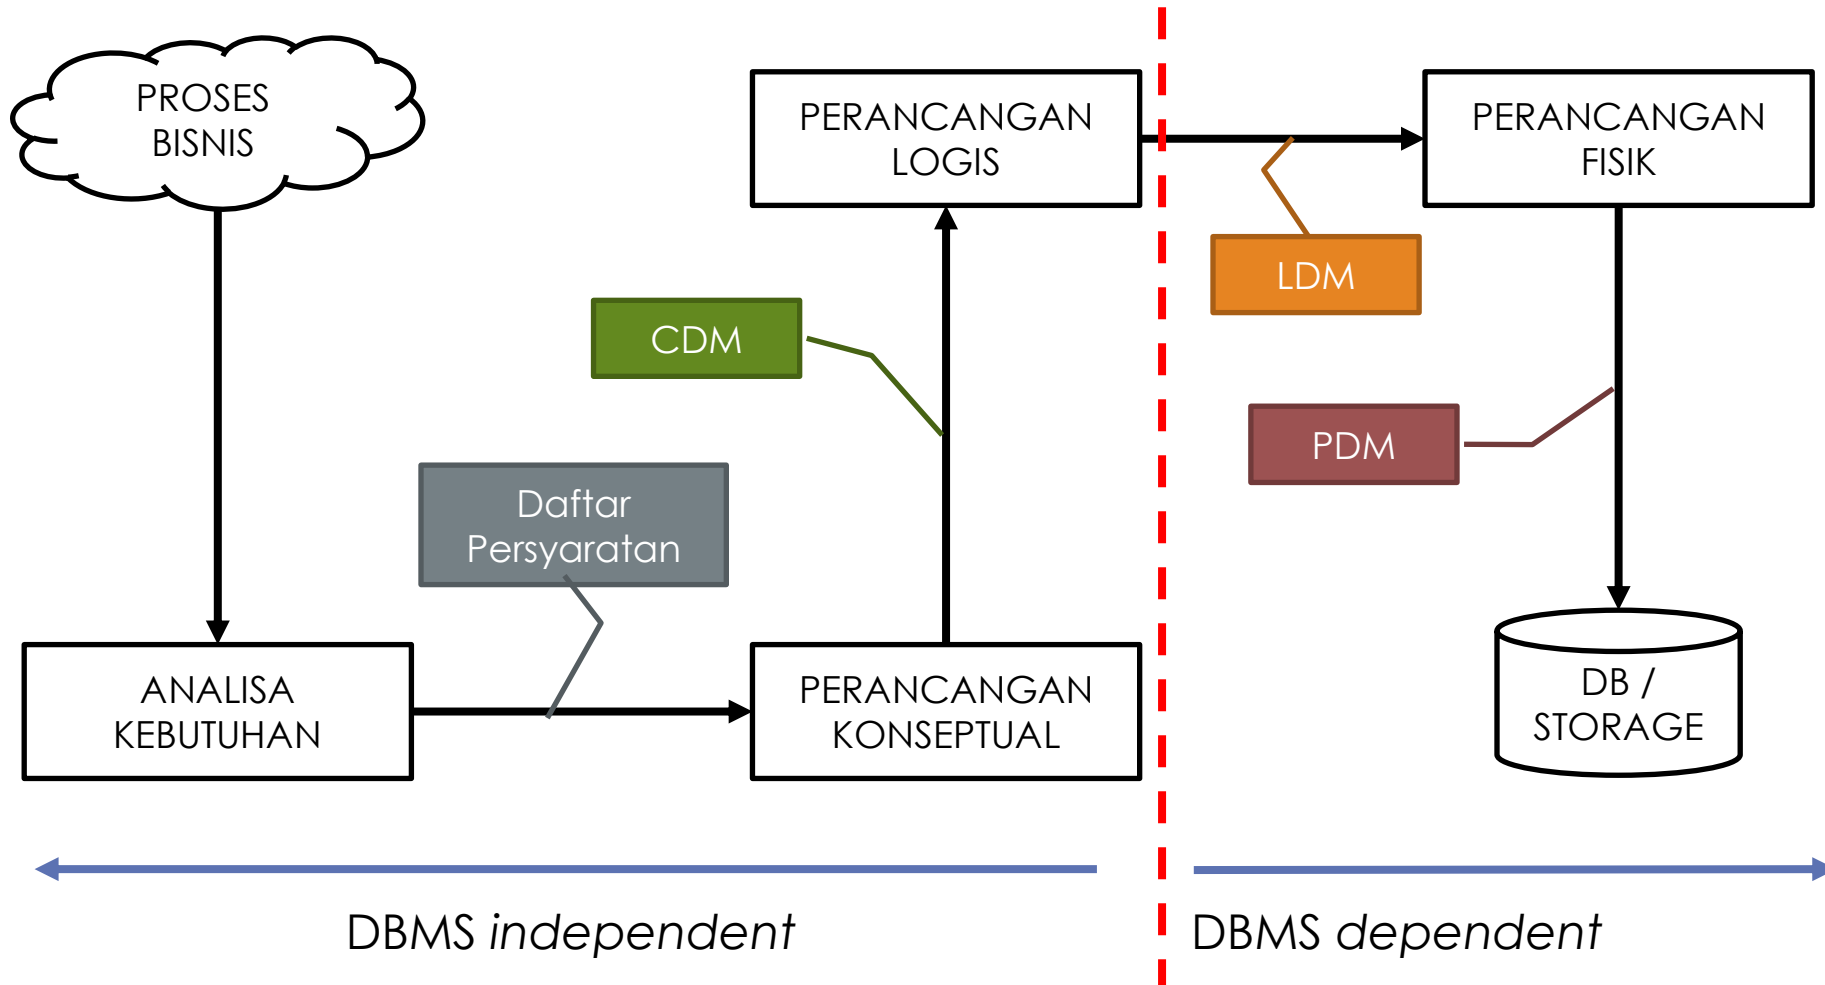 PROSES
BISNIS
PERANCANGAN
LOGIS
PERANCANGAN
FISIK
LDM
CDM
PDM
Daftar
Persyaratan
ANALISA
KEBUTUHAN
PERANCANGAN
KONSEPTUAL
DB /
STORAGE
DBMS independent
DBMS dependent